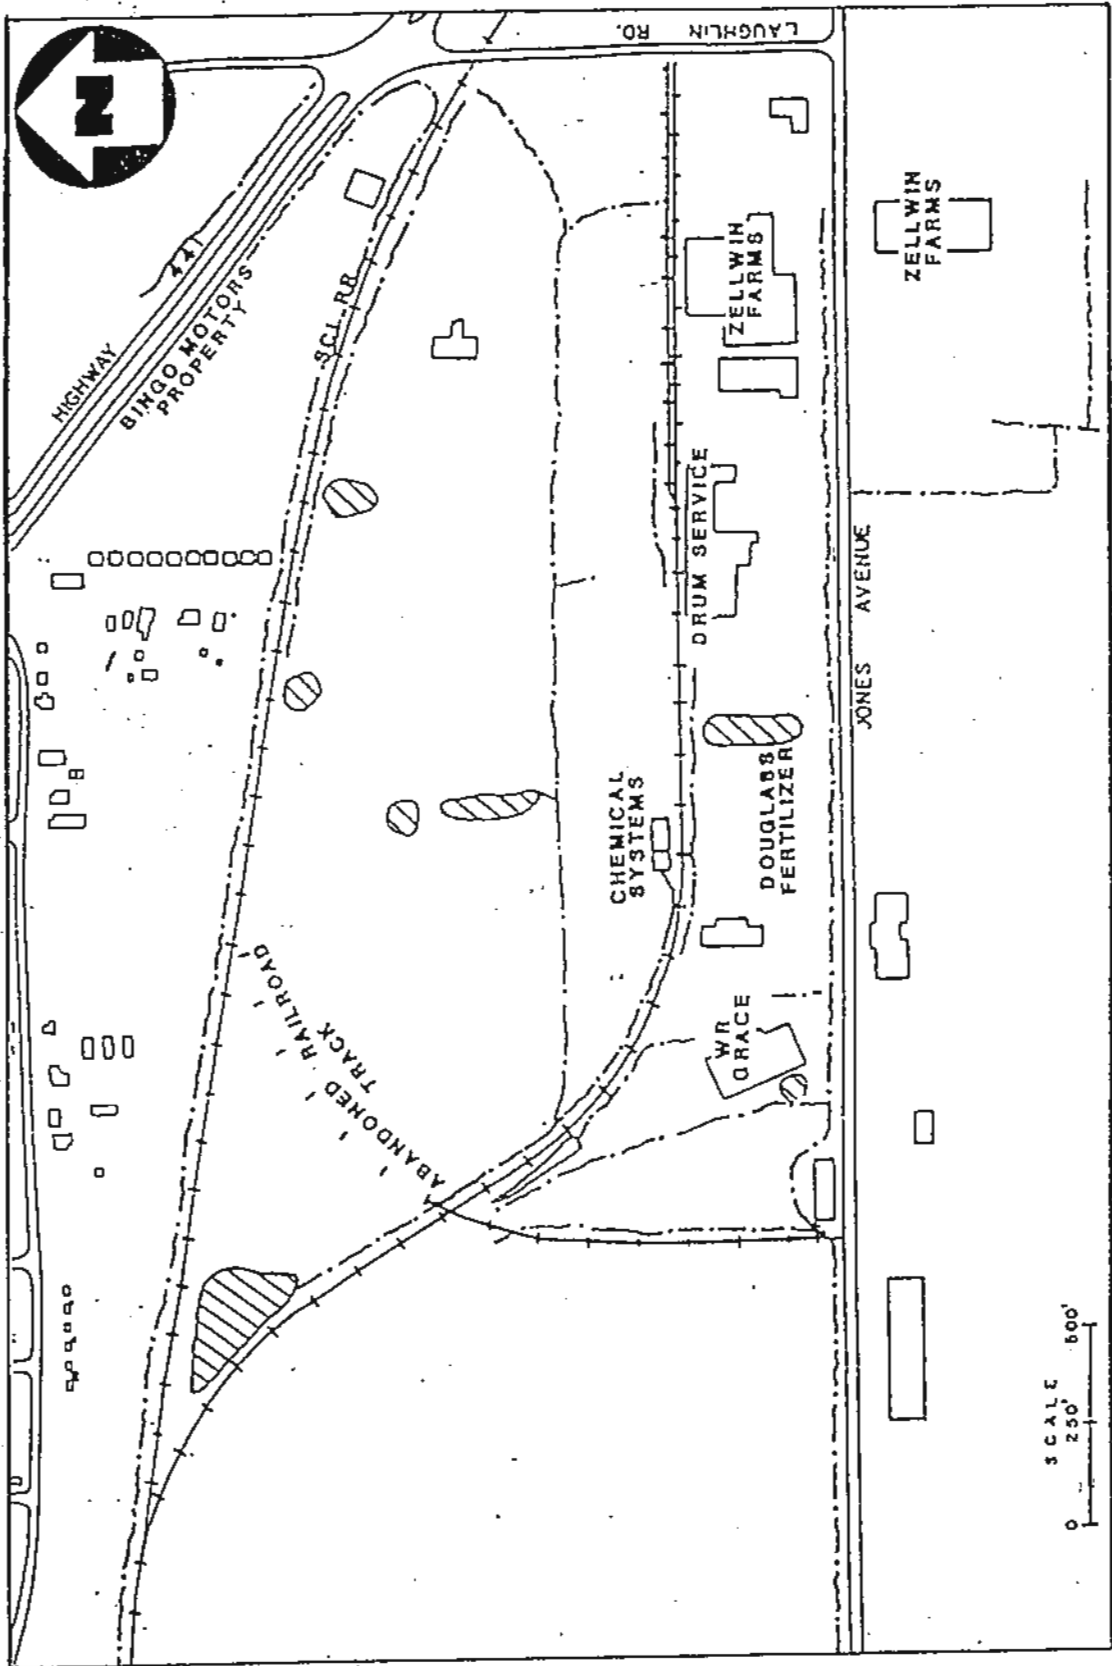 N
LAUGHLIN RD.
HIGHWAY
441
BINGO MOTORS
PROPERTY
SCL RR
ZELLWIN
FARMS
ZELLWIN
FARMS
DRUM SERVICE
JONES AVENUE
CHEMICAL
SYSTEMS
DOUGLASS
FERTILIZER
ABANDONED RAILROAD
TRACK
WR
GRACE
SCALE
0 250' 500'